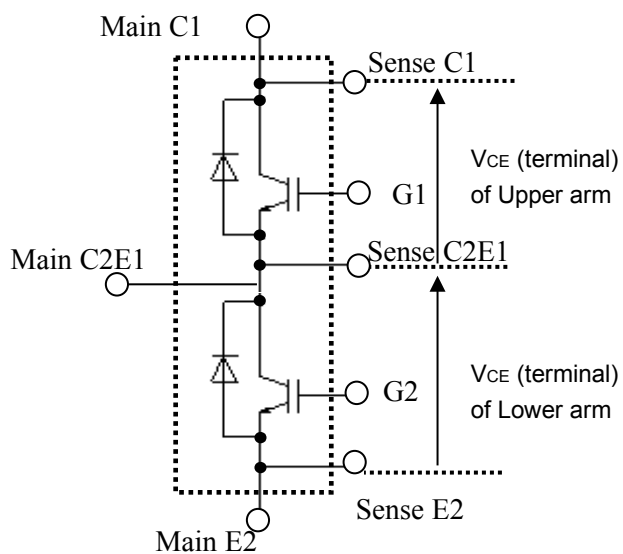 Main C1
Sense C1
VCE (terminal)
of Upper arm
G1
Main C2E1
Sense C2E1
VCE (terminal)
of Lower arm
G2
Sense E2
Main E2